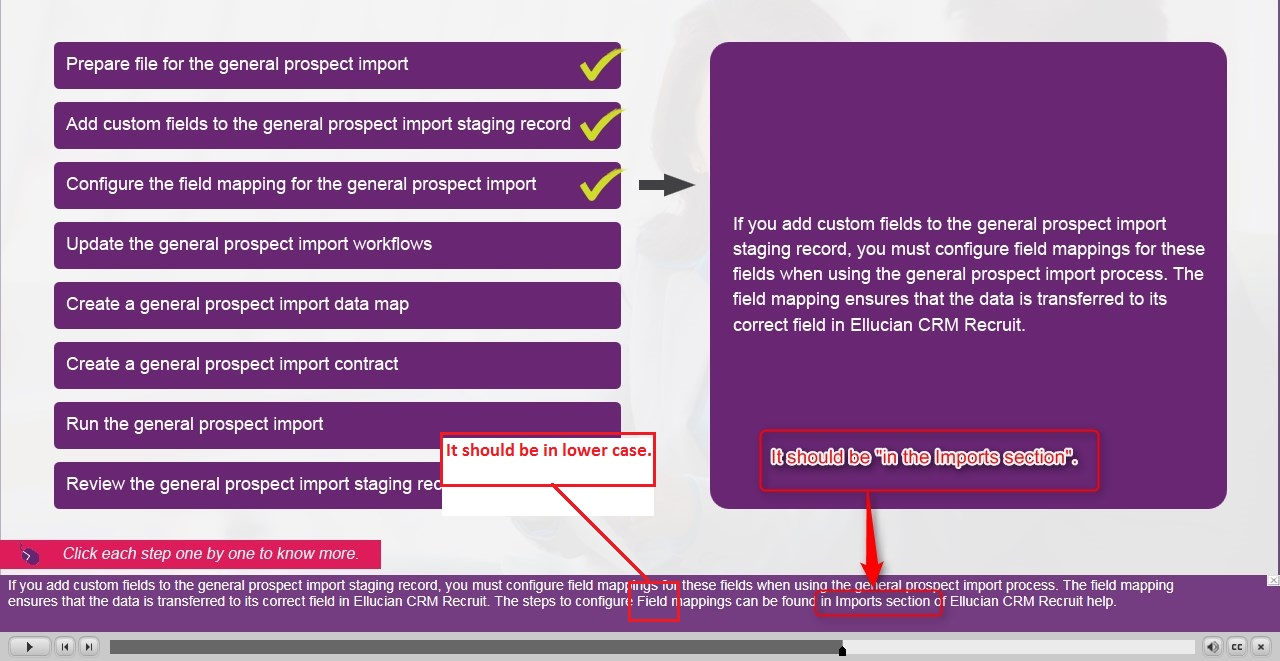 Prepare file for the general prospect import
Add custom fields to the general prospect import staging record
Configure the field mapping for the general prospect import
Update the general prospect import workflows
Create a general prospect import data map
Create a general prospect import contract
Run the general prospect import
Review the general prospect import staging
If you add custom fields to the general prospect import
staging record, you must configure field mappings for these
fields when using the general prospect import process. The
field mapping ensures that the data is transferred to its
correct field in Ellucian CRM Recruit.
It should be in lower case.
It should be "in the Imports section".
Click each step one by one to know more.
If you add custom fields to the general prospect import staging record, you must configure field mappings for these fields when using the general prospect import process. The field mapping
ensures that the data is transferred to its correct field in Ellucian CRM Recruit. The steps to configure Field mappings can be found in Imports section of Ellucian CRM Recruit help.
CC